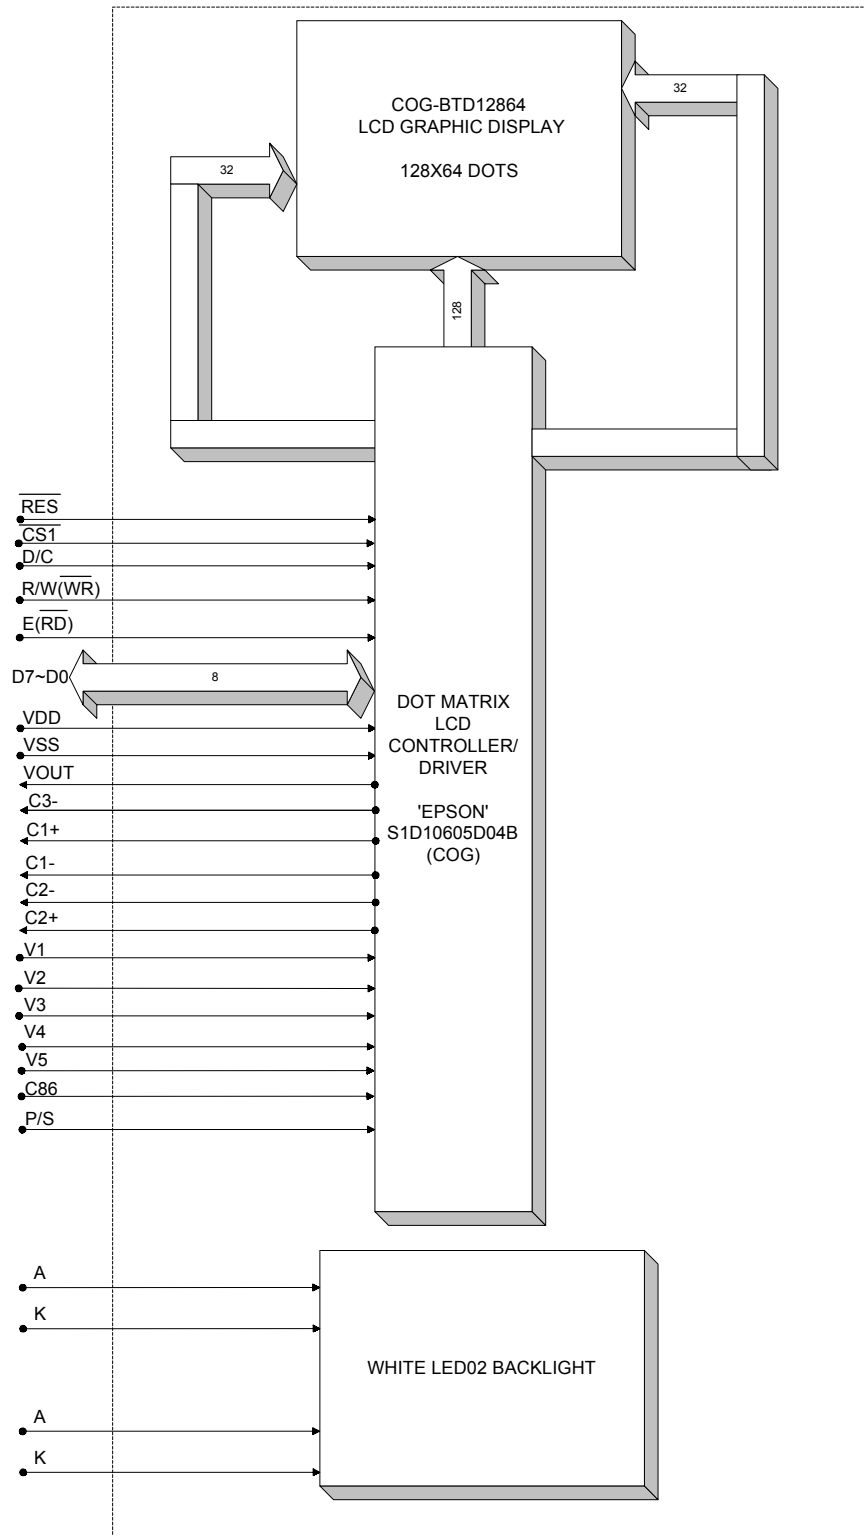 COG-BTD12864
LCD GRAPHIC DISPLAY
128X64 DOTS
32
32
128
RES
CS1
D/C
R/W(WR)
E(RD)
D7~D0
8
VDD
VSS
VOUT
C3-
C1+
C1-
C2-
C2+
V1
V2
V3
V4
V5
C86
P/S
DOT MATRIX
LCD
CONTROLLER/
DRIVER
'EPSON'
S1D10605D04B
(COG)
A
K
WHITE LED02 BACKLIGHT
A
K